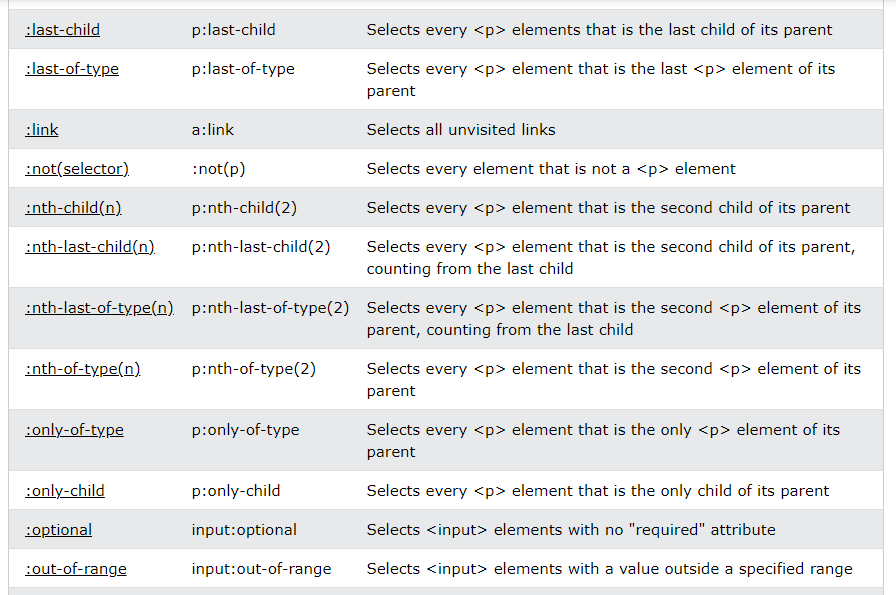 :last-child p:last-child Selects every <p> elements that is the last child of its parent
:last-of-type p:last-of-type Selects every <p> element that is the last <p> element of its
parent
:link a:link Selects all unvisited links
:not(selector) :not(p) Selects every element that is not a <p> element
:nth-child(n) p:nth-child(2) Selects every <p> element that is the second child of its parent
:nth-last-child(n) p:nth-last-child(2) Selects every <p> element that is the second child of its parent,
counting from the last child
:nth-last-of-type(n) p:nth-last-of-type(2) Selects every <p> element that is the second <p> element of its
parent, counting from the last child
:nth-of-type(n) p:nth-of-type(2) Selects every <p> element that is the second <p> element of its
parent
:only-of-type p:only-of-type Selects every <p> element that is the only <p> element of its
parent
:only-child p:only-child Selects every <p> element that is the only child of its parent
:optional input:optional Selects <input> elements with no "required" attribute
:out-of-range input:out-of-range Selects <input> elements with a value outside a specified range